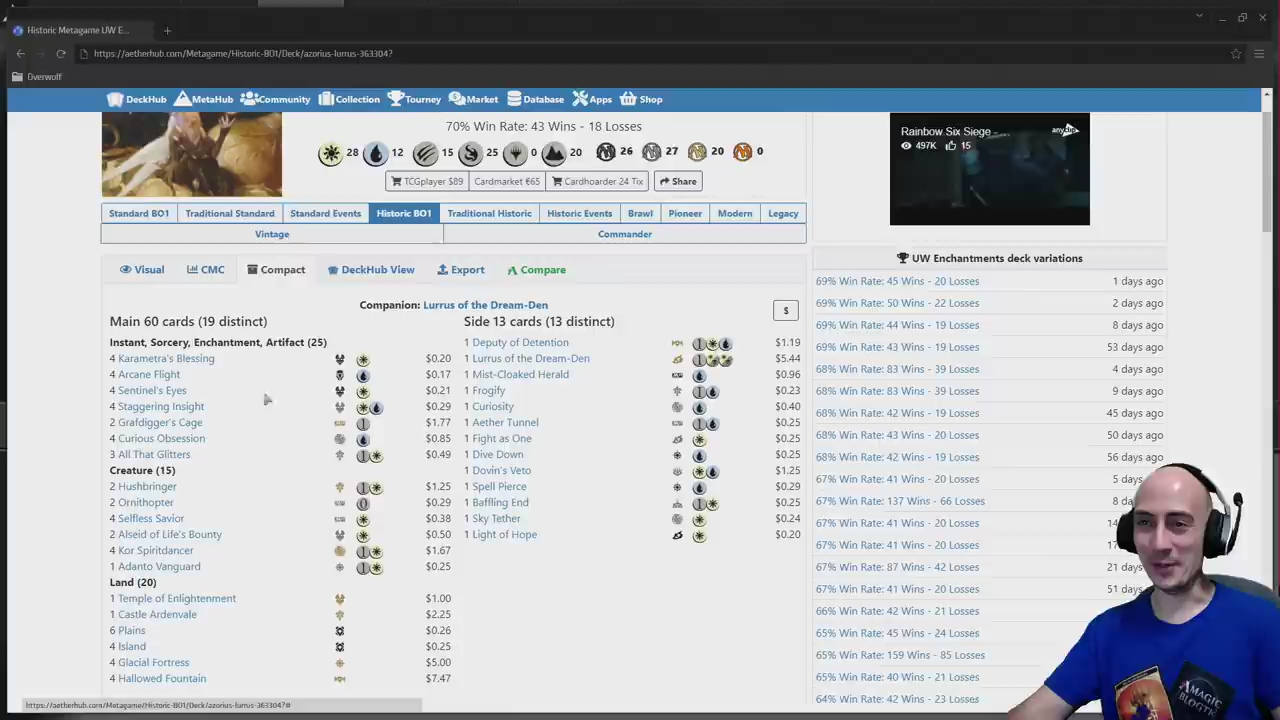 Historic Metagame UW E...
https://aetherhub.com/Metagame/Historic-BO1/Deck/azorius-lurrus-363304?
Overwolf
DeckHub MetaHub Community Collection Tourney Market Database Apps Shop
70% Win Rate: 43 Wins - 18 Losses
28 12 15 25 0 20 26 27 20 0
TCGplayer $89 Cardmarket €65 Cardhoarder 24 Tix Share
Standard BO1 Traditional Standard Standard Events Historic BO1 Traditional Historic Historic Events Brawl Pioneer Modern Legacy
Vintage Commander
Visual CMC Compact DeckHub View Export Compare
Companion: Lurrus of the Dream-Den
$
Main 60 cards (19 distinct)
Instant, Sorcery, Enchantment, Artifact (25)
4 Karametra's Blessing $0.20
4 Arcane Flight $0.17
4 Sentinel's Eyes $0.21
4 Staggering Insight $0.29
2 Grafdigger's Cage $1.77
4 Curious Obsession $0.85
3 All That Glitters $0.49
Creature (15)
2 Hushbringer $1.25
2 Ornithopter $0.29
4 Selfless Savior $0.38
2 Alseid of Life's Bounty $0.50
4 Kor Spiritdancer $1.67
1 Adanto Vanguard $0.25
Land (20)
1 Temple of Enlightenment $1.00
1 Castle Ardenvale $2.25
6 Plains $0.26
4 Island $0.25
4 Glacial Fortress $5.00
4 Hallowed Fountain $7.47
Side 13 cards (13 distinct)
1 Deputy of Detention $1.19
1 Lurrus of the Dream-Den $5.44
1 Mist-Cloaked Herald $0.96
1 Frogify $0.23
1 Curiosity $0.40
1 Aether Tunnel $0.25
1 Fight as One $0.25
1 Dive Down $0.25
1 Dovin's Veto $1.25
1 Spell Pierce $0.29
1 Baffling End $0.25
1 Sky Tether $0.24
1 Light of Hope $0.20
Rainbow Six Siege
497K 15
anyclip
UW Enchantments deck variations
69% Win Rate: 45 Wins - 20 Losses 1 days ago
69% Win Rate: 50 Wins - 22 Losses 2 days ago
69% Win Rate: 44 Wins - 19 Losses 8 days ago
69% Win Rate: 43 Wins - 19 Losses 53 days ago
68% Win Rate: 83 Wins - 39 Losses 4 days ago
68% Win Rate: 83 Wins - 39 Losses 9 days ago
68% Win Rate: 42 Wins - 19 Losses 45 days ago
68% Win Rate: 43 Wins - 20 Losses 50 days ago
68% Win Rate: 42 Wins - 19 Losses 56 days ago
67% Win Rate: 41 Wins - 20 Losses 5 days
67% Win Rate: 137 Wins - 66 Losses 8
67% Win Rate: 41 Wins - 20 Losses
67% Win Rate: 41 Wins - 20 Losses
67% Win Rate: 87 Wins - 42 Losses 21 days
67% Win Rate: 41 Wins - 20 Losses 51 days
66% Win Rate: 42 Wins - 21 Losses
65% Win Rate: 45 Wins - 24 Losses
65% Win Rate: 159 Wins - 85 Losses
65% Win Rate: 40 Wins - 21 Losses
64% Win Rate: 42 Wins - 23 Losses
https://aetherhub.com/Metagame/Historic-BO1/Deck/azorius-lurrus-363304?#